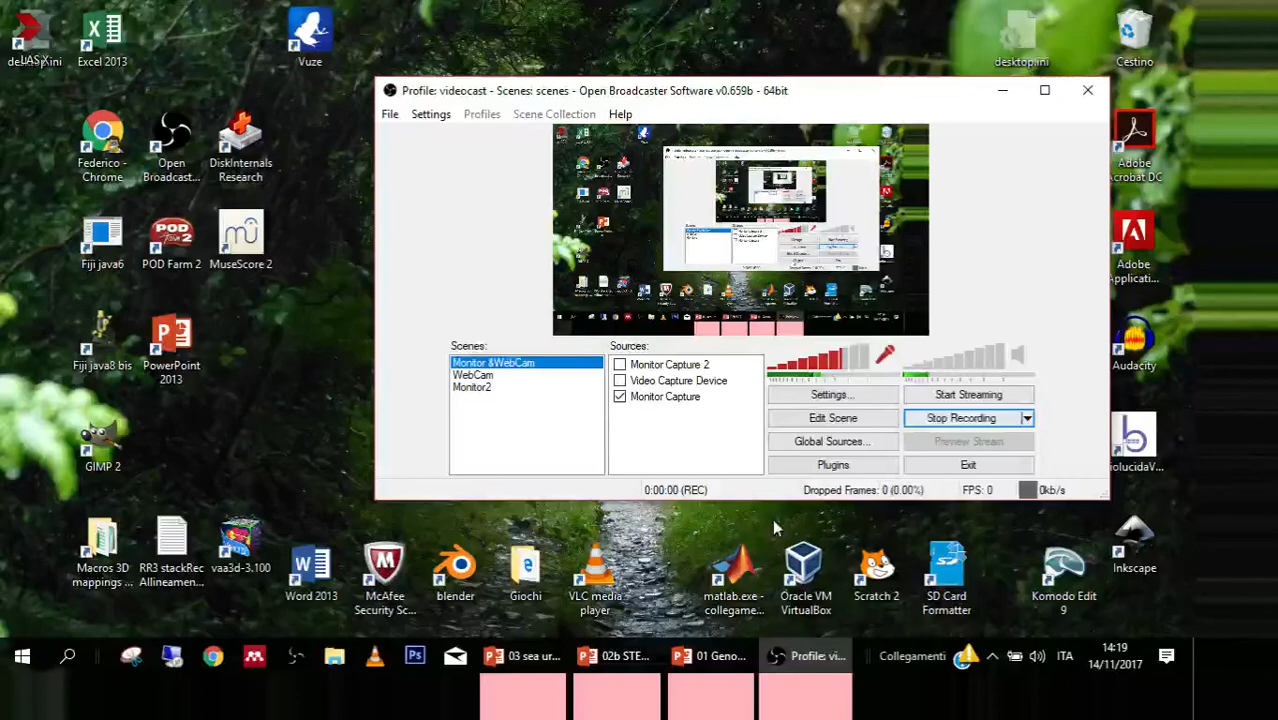 LAS X
Excel 2013
Vuze
desktop.ini
Cestino
Profile: videocast - Scenes: scenes - Open Broadcaster Software v0.659b - 64bit
File Settings Profiles Scene Collection Help
Federico - Chrome
Open Broadcast...
DiskInternals Research
Adobe Acrobat DC
Fiji java6
POD Farm 2
MuseScore 2
Adobe Applicati...
Fiji java8 bis
PowerPoint 2013
Audacity
Scenes:
Sources:
Monitor &WebCam
WebCam
Monitor2
Monitor Capture 2
Video Capture Device
Monitor Capture
Settings...
Start Streaming
Edit Scene
Stop Recording
Global Sources...
Preview Stream
Plugins
Exit
0:00:00 (REC)
Dropped Frames: 0 (0.00%)
FPS: 0
0kb/s
GIMP 2
iolucidaV...
Macros 3D mappings ...
RR3 stackRec Allineamen...
vaa3d-3.100
Word 2013
McAfee Security Sc...
blender
Giochi
VLC media player
matlab.exe - collegame...
Oracle VM VirtualBox
Scratch 2
SD Card Formatter
Komodo Edit 9
Inkscape
03 sea ur...
02b STE...
01 Geno...
Profile: vi...
Collegamenti
ITA
14:19
14/11/2017